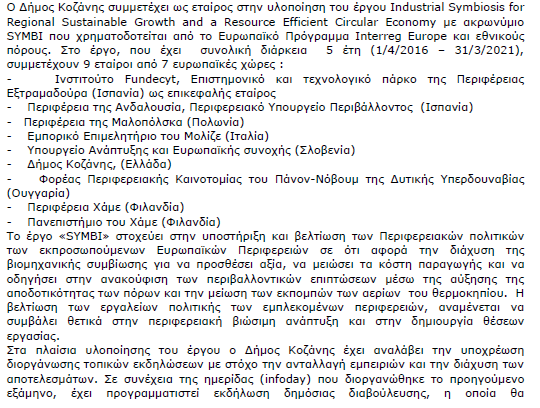 Ο Δήμος Κοζάνης συμμετέχει ως εταίρος στην υλοποίηση του έργου Industrial Symbiosis for
Regional Sustainable Growth and a Resource Efficient Circular Economy με ακρωνύμιο
SYMBI που χρηματοδοτείται από το Ευρωπαϊκό Πρόγραμμα Interreg Europe και εθνικούς
πόρους. Στο έργο, που έχει συνολική διάρκεια 5 έτη (1/4/2016 – 31/3/2021),
συμμετέχουν 9 εταίροι από 7 ευρωπαϊκές χώρες :
- Ινστιτούτο Fundecyt, Επιστημονικό και τεχνολογικό πάρκο της Περιφέρειας
Εξτραμαδούρα (Ισπανία) ως επικεφαλής εταίρος
- Περιφέρεια της Ανδαλουσία, Περιφερειακό Υπουργείο Περιβάλλοντος (Ισπανία)
- Περιφέρεια της Μαλοπόλσκα (Πολωνία)
- Εμπορικό Επιμελητήριο του Μολίζε (Ιταλία)
- Υπουργείο Ανάπτυξης και Ευρωπαϊκής συνοχής (Σλοβενία)
- Δήμος Κοζάνης, (Ελλάδα)
- Φορέας Περιφερειακής Καινοτομίας του Πάνον-Νόβουμ της Δυτικής Υπερδουναβίας
(Ουγγαρία)
- Περιφέρεια Χάμε (Φιλανδία)
- Πανεπιστήμιο του Χάμε (Φιλανδία)
Το έργο «SYMBI» στοχεύει στην υποστήριξη και βελτίωση των Περιφερειακών πολιτικών
των εκπροσωπούμενων Ευρωπαϊκών Περιφερειών σε ότι αφορά την διάχυση της
βιομηχανικής συμβίωσης για να προσθέσει αξία, να μειώσει τα κόστη παραγωγής και να
οδηγήσει στην ανακούφιση των περιβαλλοντικών επιπτώσεων μέσω της αύξησης της
αποδοτικότητας των πόρων και την μείωση των εκπομπών των αερίων του θερμοκηπίου. Η
βελτίωση των εργαλείων πολιτικής των εμπλεκομένων περιφερειών, αναμένεται να
συμβάλει θετικά στην περιφερειακή βιώσιμη ανάπτυξη και στην δημιουργία θέσεων
εργασίας.
Στα πλαίσια υλοποίησης του έργου ο Δήμος Κοζάνης έχει αναλάβει την υποχρέωση
διοργάνωσης τοπικών εκδηλώσεων με στόχο την ανταλλαγή εμπειριών και την διάχυση των
αποτελεσμάτων. Σε συνέχεια της ημερίδας (infoday) που διοργανώθηκε το προηγούμενο
εξάμηνο, έχει προγραμματιστεί εκδήλωση δημόσιας διαβούλευσης, η οποία θα